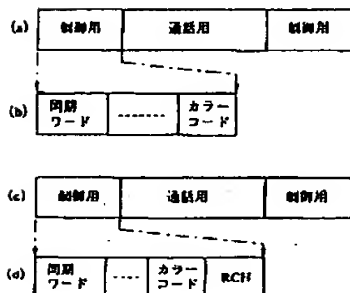 (a) 制御用 通話用 制御用
(b) 同期ワード ------ カラーコード
(c) 制御用 通話用 制御用
(d) 同期ワード ---- カラーコード RCH